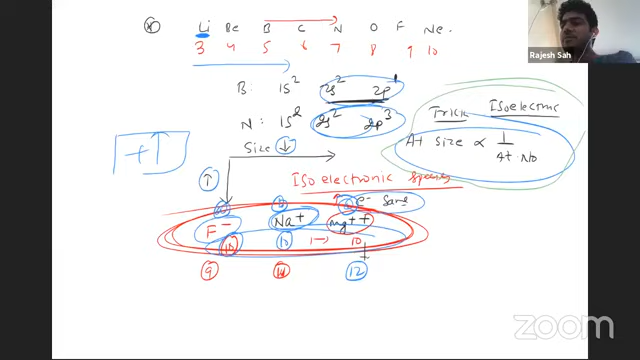 Li Be B C N O F Ne
3 4 5 6 7 8 9 10
B: 1S² 2S² 2p¹
N: 1S² 2S² 2p³
Trick Isoelectronic
At size ∝ 1
At No
+↑
Size ↓
↑
Isoelectronic species
e⁻ same
F⁻ Na⁺ mg⁺⁺
10 10 10
9 11 12
Rajesh Sah
zoom